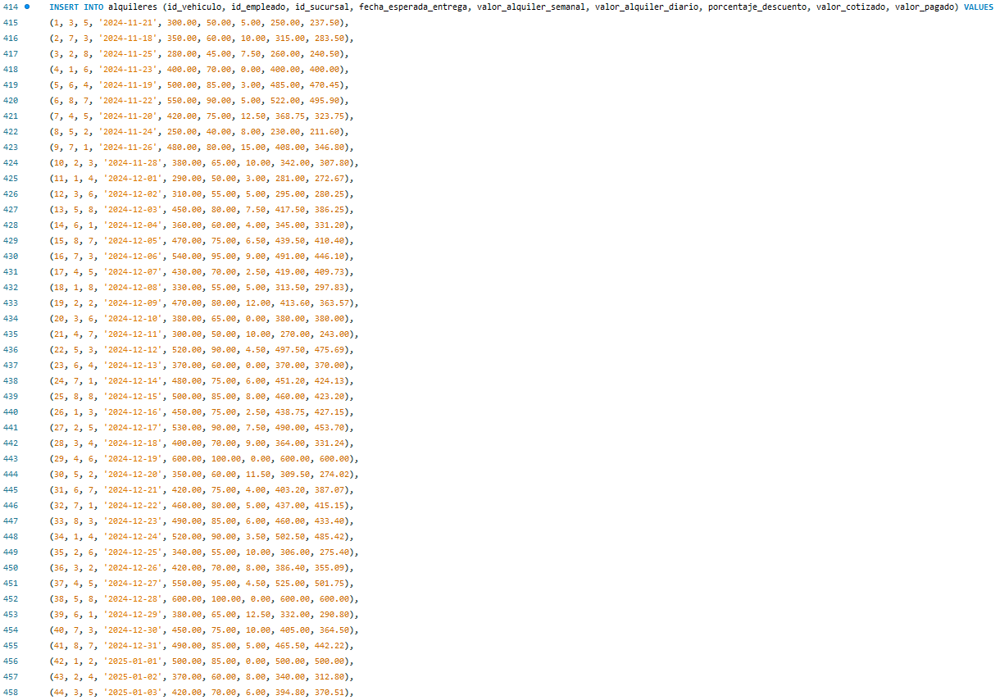 414 INSERT INTO alquileres (id_vehiculo, id_empleado, id_sucursal, fecha_esperada_entrega, valor_alquiler_semanal, valor_alquiler_diario, porcentaje_descuento, valor_cotizado, valor_pagado) VALUES
415 (1, 3, 5, '2024-11-21', 300.00, 50.00, 5.00, 250.00, 237.50),
416 (2, 7, 3, '2024-11-18', 350.00, 60.00, 10.00, 315.00, 283.50),
417 (3, 2, 8, '2024-11-25', 280.00, 45.00, 7.50, 260.00, 240.50),
418 (4, 1, 6, '2024-11-23', 400.00, 70.00, 0.00, 400.00, 400.00),
419 (5, 6, 4, '2024-11-19', 500.00, 85.00, 3.00, 485.00, 470.45),
420 (6, 8, 7, '2024-11-22', 550.00, 90.00, 5.00, 522.00, 495.90),
421 (7, 4, 5, '2024-11-20', 420.00, 75.00, 12.50, 368.75, 323.75),
422 (8, 5, 2, '2024-11-24', 250.00, 40.00, 8.00, 230.00, 211.60),
423 (9, 7, 1, '2024-11-26', 480.00, 80.00, 15.00, 408.00, 346.80),
424 (10, 2, 3, '2024-11-28', 380.00, 65.00, 10.00, 342.00, 307.80),
425 (11, 1, 4, '2024-12-01', 290.00, 50.00, 3.00, 281.00, 272.67),
426 (12, 3, 6, '2024-12-02', 310.00, 55.00, 5.00, 295.00, 280.25),
427 (13, 5, 8, '2024-12-03', 450.00, 80.00, 7.50, 417.50, 386.25),
428 (14, 6, 1, '2024-12-04', 360.00, 60.00, 4.00, 345.00, 331.20),
429 (15, 8, 7, '2024-12-05', 470.00, 75.00, 6.50, 439.50, 410.40),
430 (16, 7, 3, '2024-12-06', 540.00, 95.00, 9.00, 491.00, 446.10),
431 (17, 4, 5, '2024-12-07', 430.00, 70.00, 2.50, 419.00, 409.73),
432 (18, 1, 8, '2024-12-08', 330.00, 55.00, 5.00, 313.50, 297.83),
433 (19, 2, 2, '2024-12-09', 470.00, 80.00, 12.00, 413.60, 363.57),
434 (20, 3, 6, '2024-12-10', 380.00, 65.00, 0.00, 380.00, 380.00),
435 (21, 4, 7, '2024-12-11', 300.00, 50.00, 10.00, 270.00, 243.00),
436 (22, 5, 3, '2024-12-12', 520.00, 90.00, 4.50, 497.50, 475.69),
437 (23, 6, 4, '2024-12-13', 370.00, 60.00, 0.00, 370.00, 370.00),
438 (24, 7, 1, '2024-12-14', 480.00, 75.00, 6.00, 451.20, 424.13),
439 (25, 8, 8, '2024-12-15', 500.00, 85.00, 8.00, 460.00, 423.20),
440 (26, 1, 3, '2024-12-16', 450.00, 75.00, 2.50, 438.75, 427.15),
441 (27, 2, 5, '2024-12-17', 530.00, 90.00, 7.50, 490.00, 453.70),
442 (28, 3, 4, '2024-12-18', 400.00, 70.00, 9.00, 364.00, 331.24),
443 (29, 4, 6, '2024-12-19', 600.00, 100.00, 0.00, 600.00, 600.00),
444 (30, 5, 2, '2024-12-20', 350.00, 60.00, 11.50, 309.50, 274.02),
445 (31, 6, 7, '2024-12-21', 420.00, 75.00, 4.00, 403.20, 387.07),
446 (32, 7, 1, '2024-12-22', 460.00, 80.00, 5.00, 437.00, 415.15),
447 (33, 8, 3, '2024-12-23', 490.00, 85.00, 6.00, 460.00, 433.40),
448 (34, 1, 4, '2024-12-24', 520.00, 90.00, 3.50, 502.50, 485.42),
449 (35, 2, 6, '2024-12-25', 340.00, 55.00, 10.00, 306.00, 275.40),
450 (36, 3, 2, '2024-12-26', 420.00, 70.00, 8.00, 386.40, 355.09),
451 (37, 4, 5, '2024-12-27', 550.00, 95.00, 4.50, 525.00, 501.75),
452 (38, 5, 8, '2024-12-28', 600.00, 100.00, 0.00, 600.00, 600.00),
453 (39, 6, 1, '2024-12-29', 380.00, 65.00, 12.50, 332.00, 290.80),
454 (40, 7, 3, '2024-12-30', 450.00, 75.00, 10.00, 405.00, 364.50),
455 (41, 8, 7, '2024-12-31', 490.00, 85.00, 5.00, 465.50, 442.22),
456 (42, 1, 2, '2025-01-01', 500.00, 85.00, 0.00, 500.00, 500.00),
457 (43, 2, 4, '2025-01-02', 370.00, 60.00, 8.00, 340.00, 312.80),
458 (44, 3, 5, '2025-01-03', 420.00, 70.00, 6.00, 394.80, 370.51),